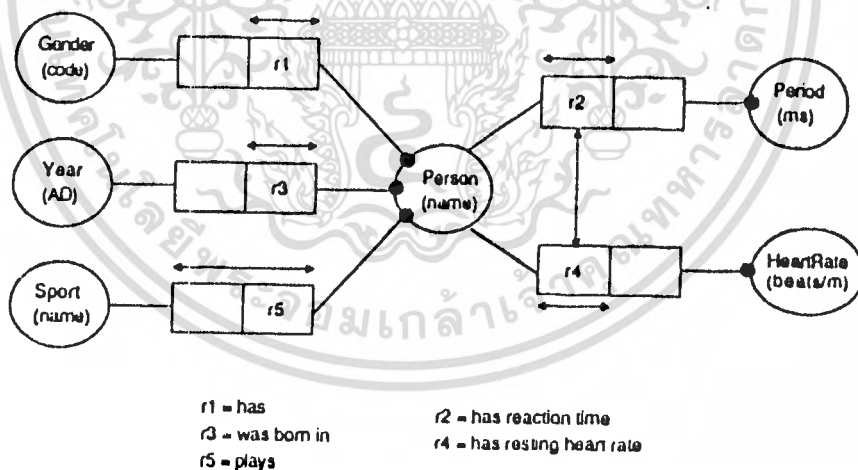 Gender
(code)
r1
r2
Period
(ms)
Year
(AD)
r3
Person
(name)
Sport
(name)
r5
r4
HeartRate
(beats/m)
r1 = has
r3 = was born in
r5 = plays
r2 = has reaction time
r4 = has resting heart rate